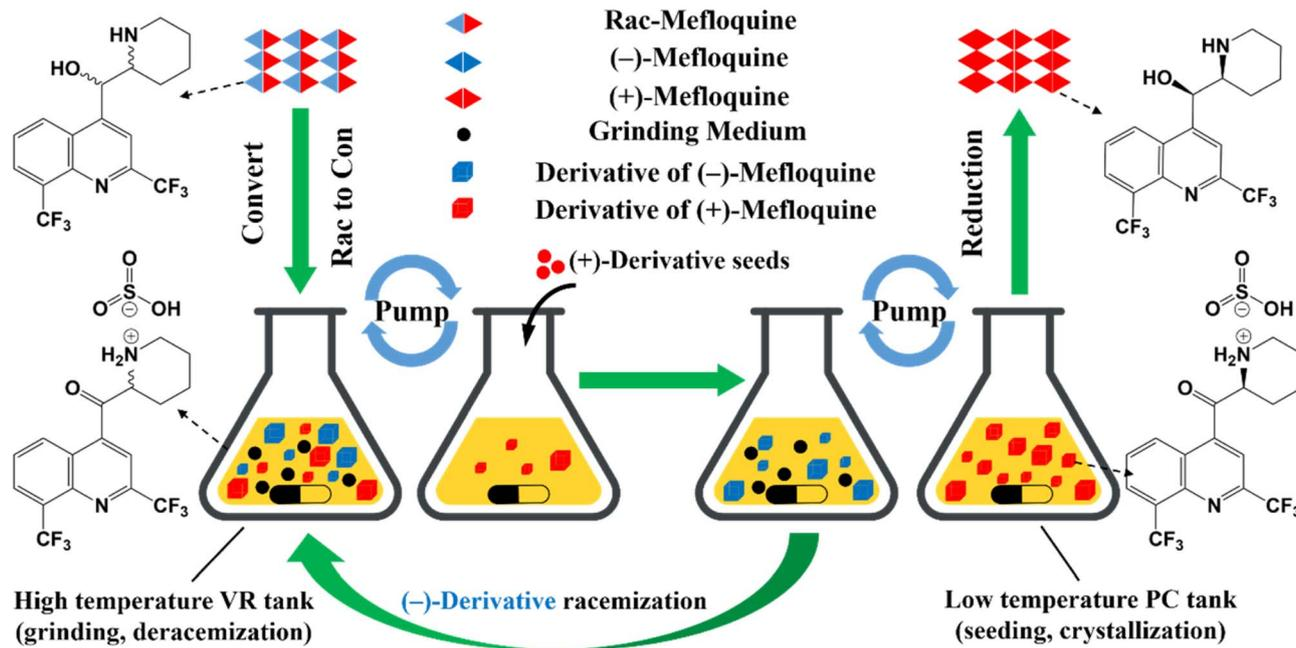 Rac-Mefloquine
(–)-Mefloquine
(+)-Mefloquine
Grinding Medium
Derivative of (–)-Mefloquine
Derivative of (+)-Mefloquine
HN
HO
N
CF₃
CF₃
Convert
Rac to Con
O
O
S
OH
⊖
⊕
H₂N
O
N
CF₃
CF₃
Pump
(+)-Derivative seeds
Pump
Reduction
HN
HO
N
CF₃
CF₃
O
O
S
OH
⊖
⊕
H₂N
O
N
CF₃
CF₃
High temperature VR tank
(grinding, deracemization)
(–)-Derivative racemization
Low temperature PC tank
(seeding, crystallization)